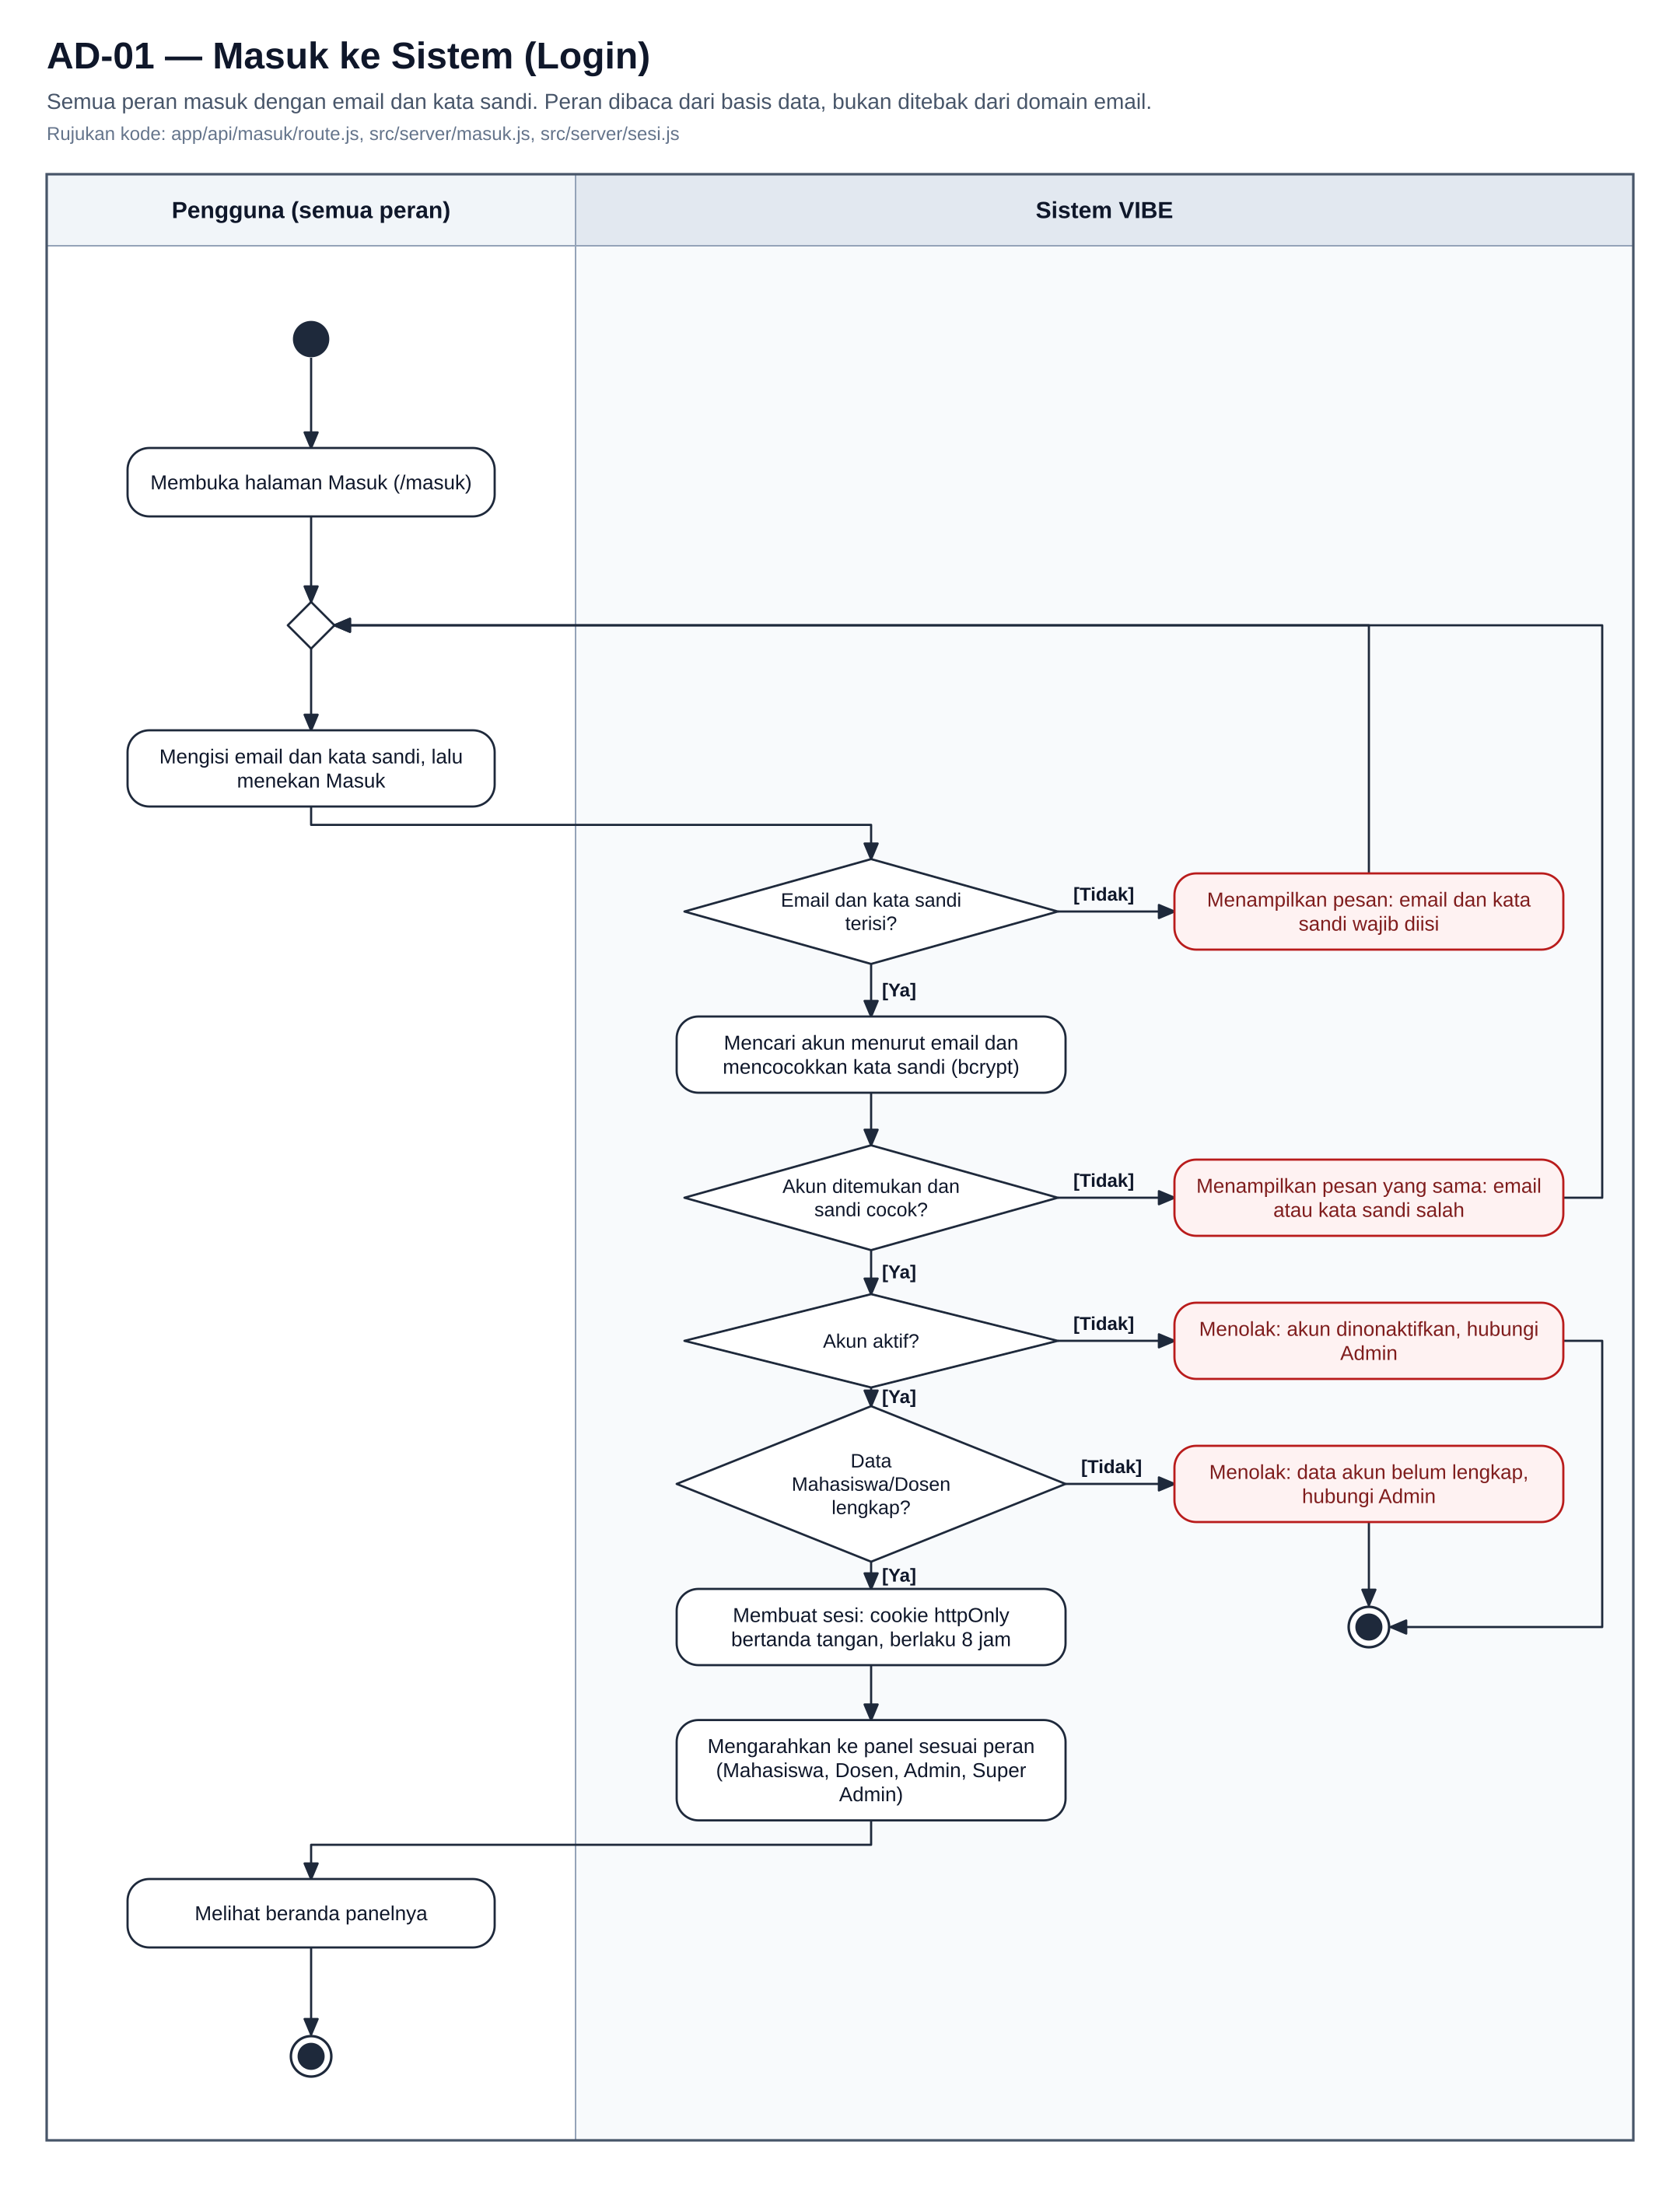 AD-01 — Masuk ke Sistem (Login)
Semua peran masuk dengan email dan kata sandi. Peran dibaca dari basis data, bukan ditebak dari domain email.
Rujukan kode: app/api/masuk/route.js, src/server/masuk.js, src/server/sesi.js
Pengguna (semua peran)
Sistem VIBE
Membuka halaman Masuk (/masuk)
Mengisi email dan kata sandi, lalu
menekan Masuk
Email dan kata sandi
terisi?
[Tidak]
Menampilkan pesan: email dan kata
sandi wajib diisi
[Ya]
Mencari akun menurut email dan
mencocokkan kata sandi (bcrypt)
Akun ditemukan dan
sandi cocok?
[Tidak]
Menampilkan pesan yang sama: email
atau kata sandi salah
[Ya]
Akun aktif?
[Tidak]
Menolak: akun dinonaktifkan, hubungi
Admin
[Ya]
Data
Mahasiswa/Dosen
lengkap?
[Tidak]
Menolak: data akun belum lengkap,
hubungi Admin
[Ya]
Membuat sesi: cookie httpOnly
bertanda tangan, berlaku 8 jam
Mengarahkan ke panel sesuai peran
(Mahasiswa, Dosen, Admin, Super
Admin)
Melihat beranda panelnya